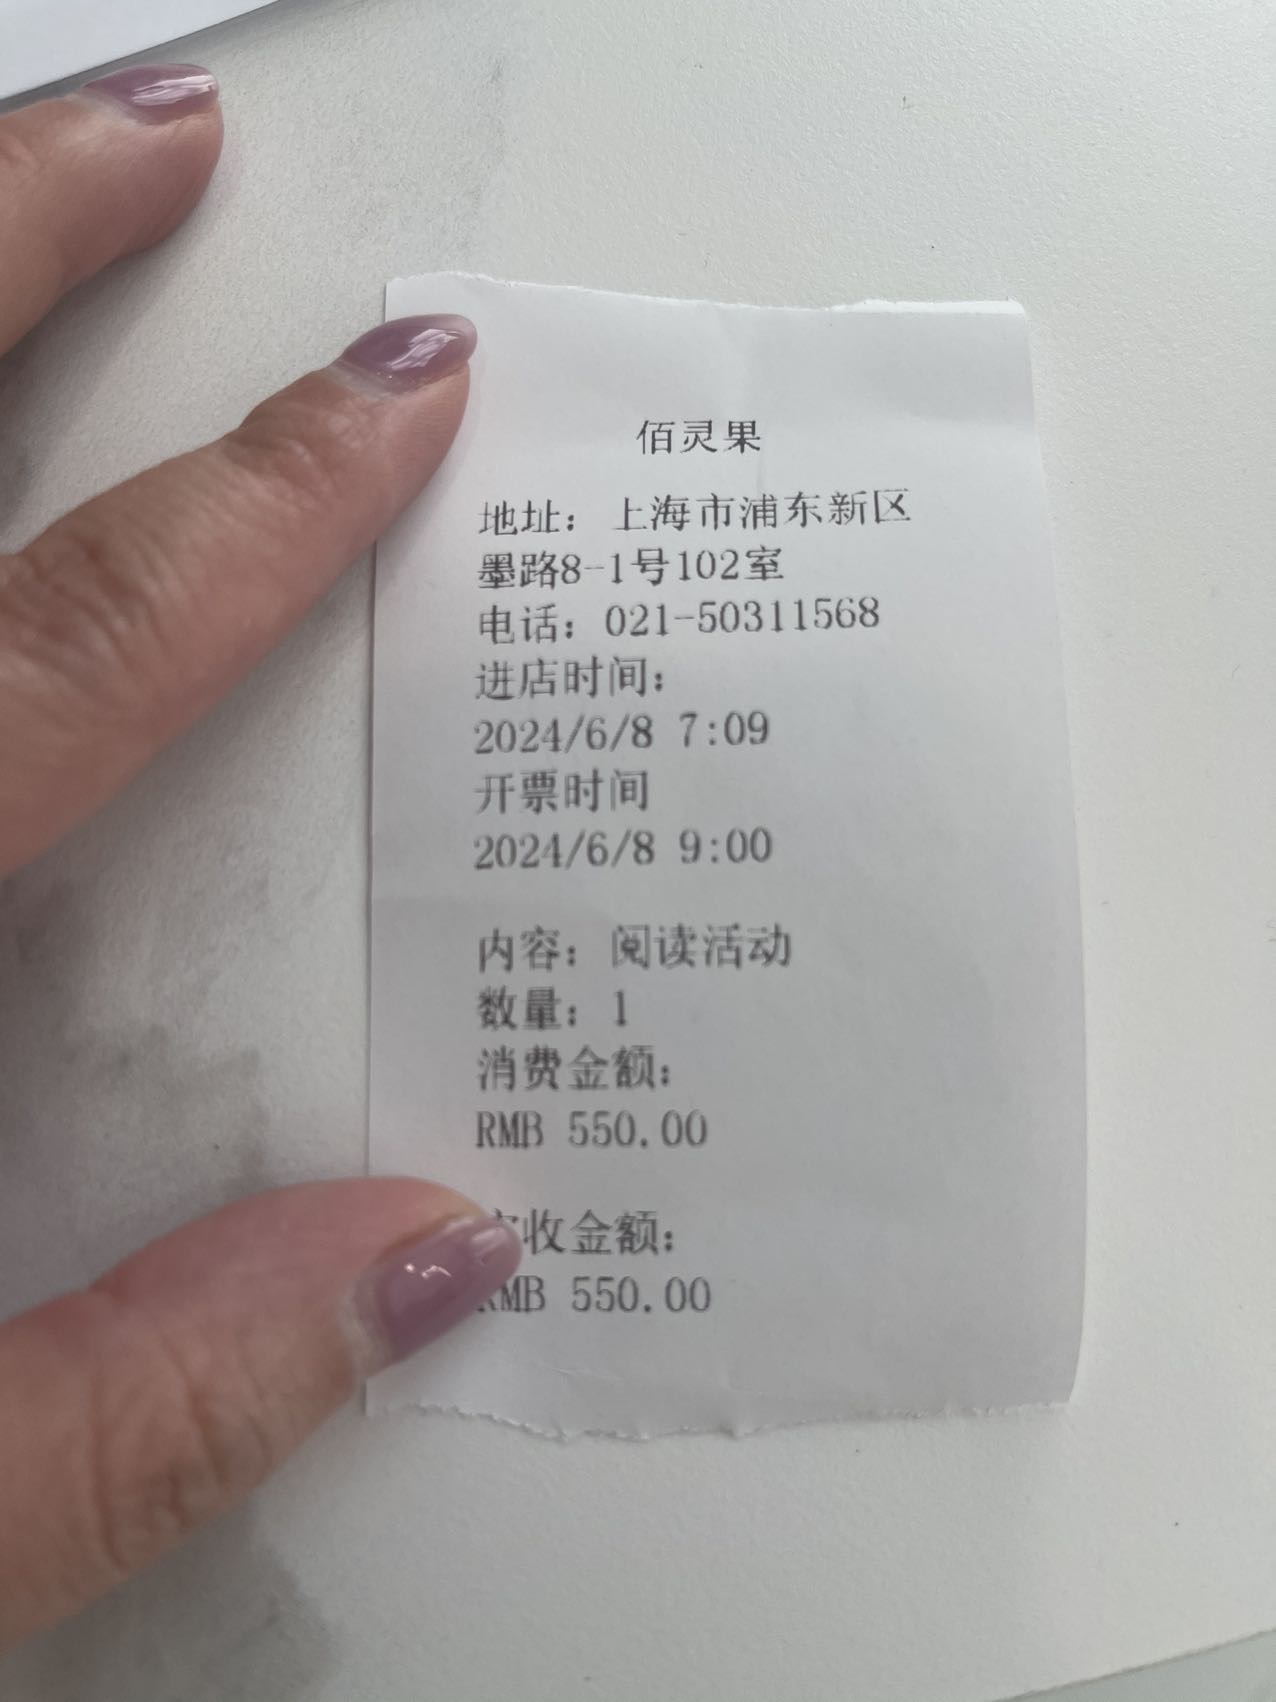 佰灵果
地址：上海市浦东新区
墨路8-1号102室
电话：021-50311568
进店时间：
2024/6/8 7:09
开票时间
2024/6/8 9:00
内容：阅读活动
数量：1
消费金额：
RMB 550.00
收金额：
RMB 550.00